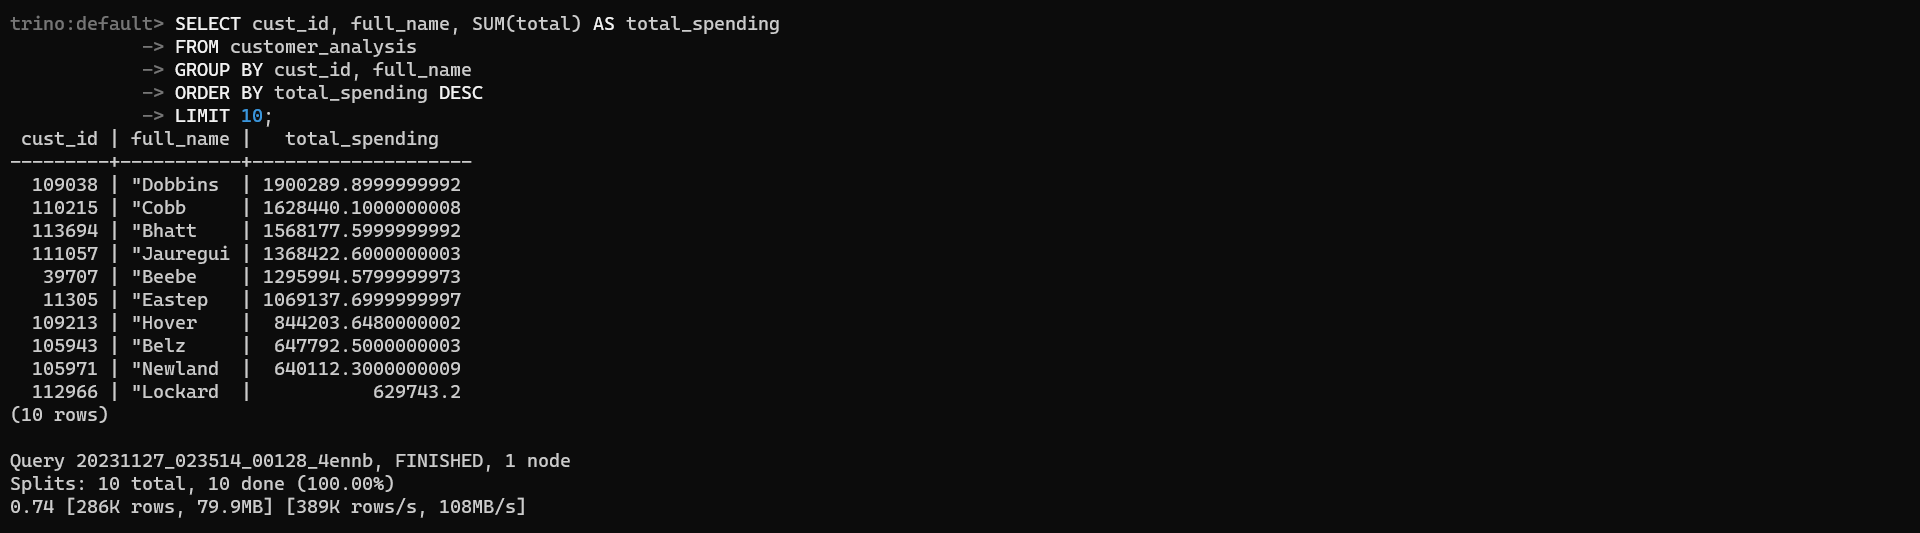 trino:default> SELECT cust_id, full_name, SUM(total) AS total_spending
            -> FROM customer_analysis
            -> GROUP BY cust_id, full_name
            -> ORDER BY total_spending DESC
            -> LIMIT 10;
 cust_id | full_name |   total_spending
---------+-----------+--------------------
  109038 | "Dobbins  | 1900289.8999999992
  110215 | "Cobb     | 1628440.1000000008
  113694 | "Bhatt    | 1568177.5999999992
  111057 | "Jauregui | 1368422.6000000003
   39707 | "Beebe    | 1295994.5799999973
   11305 | "Eastep   | 1069137.6999999997
  109213 | "Hover    |  844203.6480000002
  105943 | "Belz     |  647792.5000000003
  105971 | "Newland  |  640112.3000000009
  112966 | "Lockard  |           629743.2
(10 rows)

Query 20231127_023514_00128_4ennb, FINISHED, 1 node
Splits: 10 total, 10 done (100.00%)
0.74 [286K rows, 79.9MB] [389K rows/s, 108MB/s]